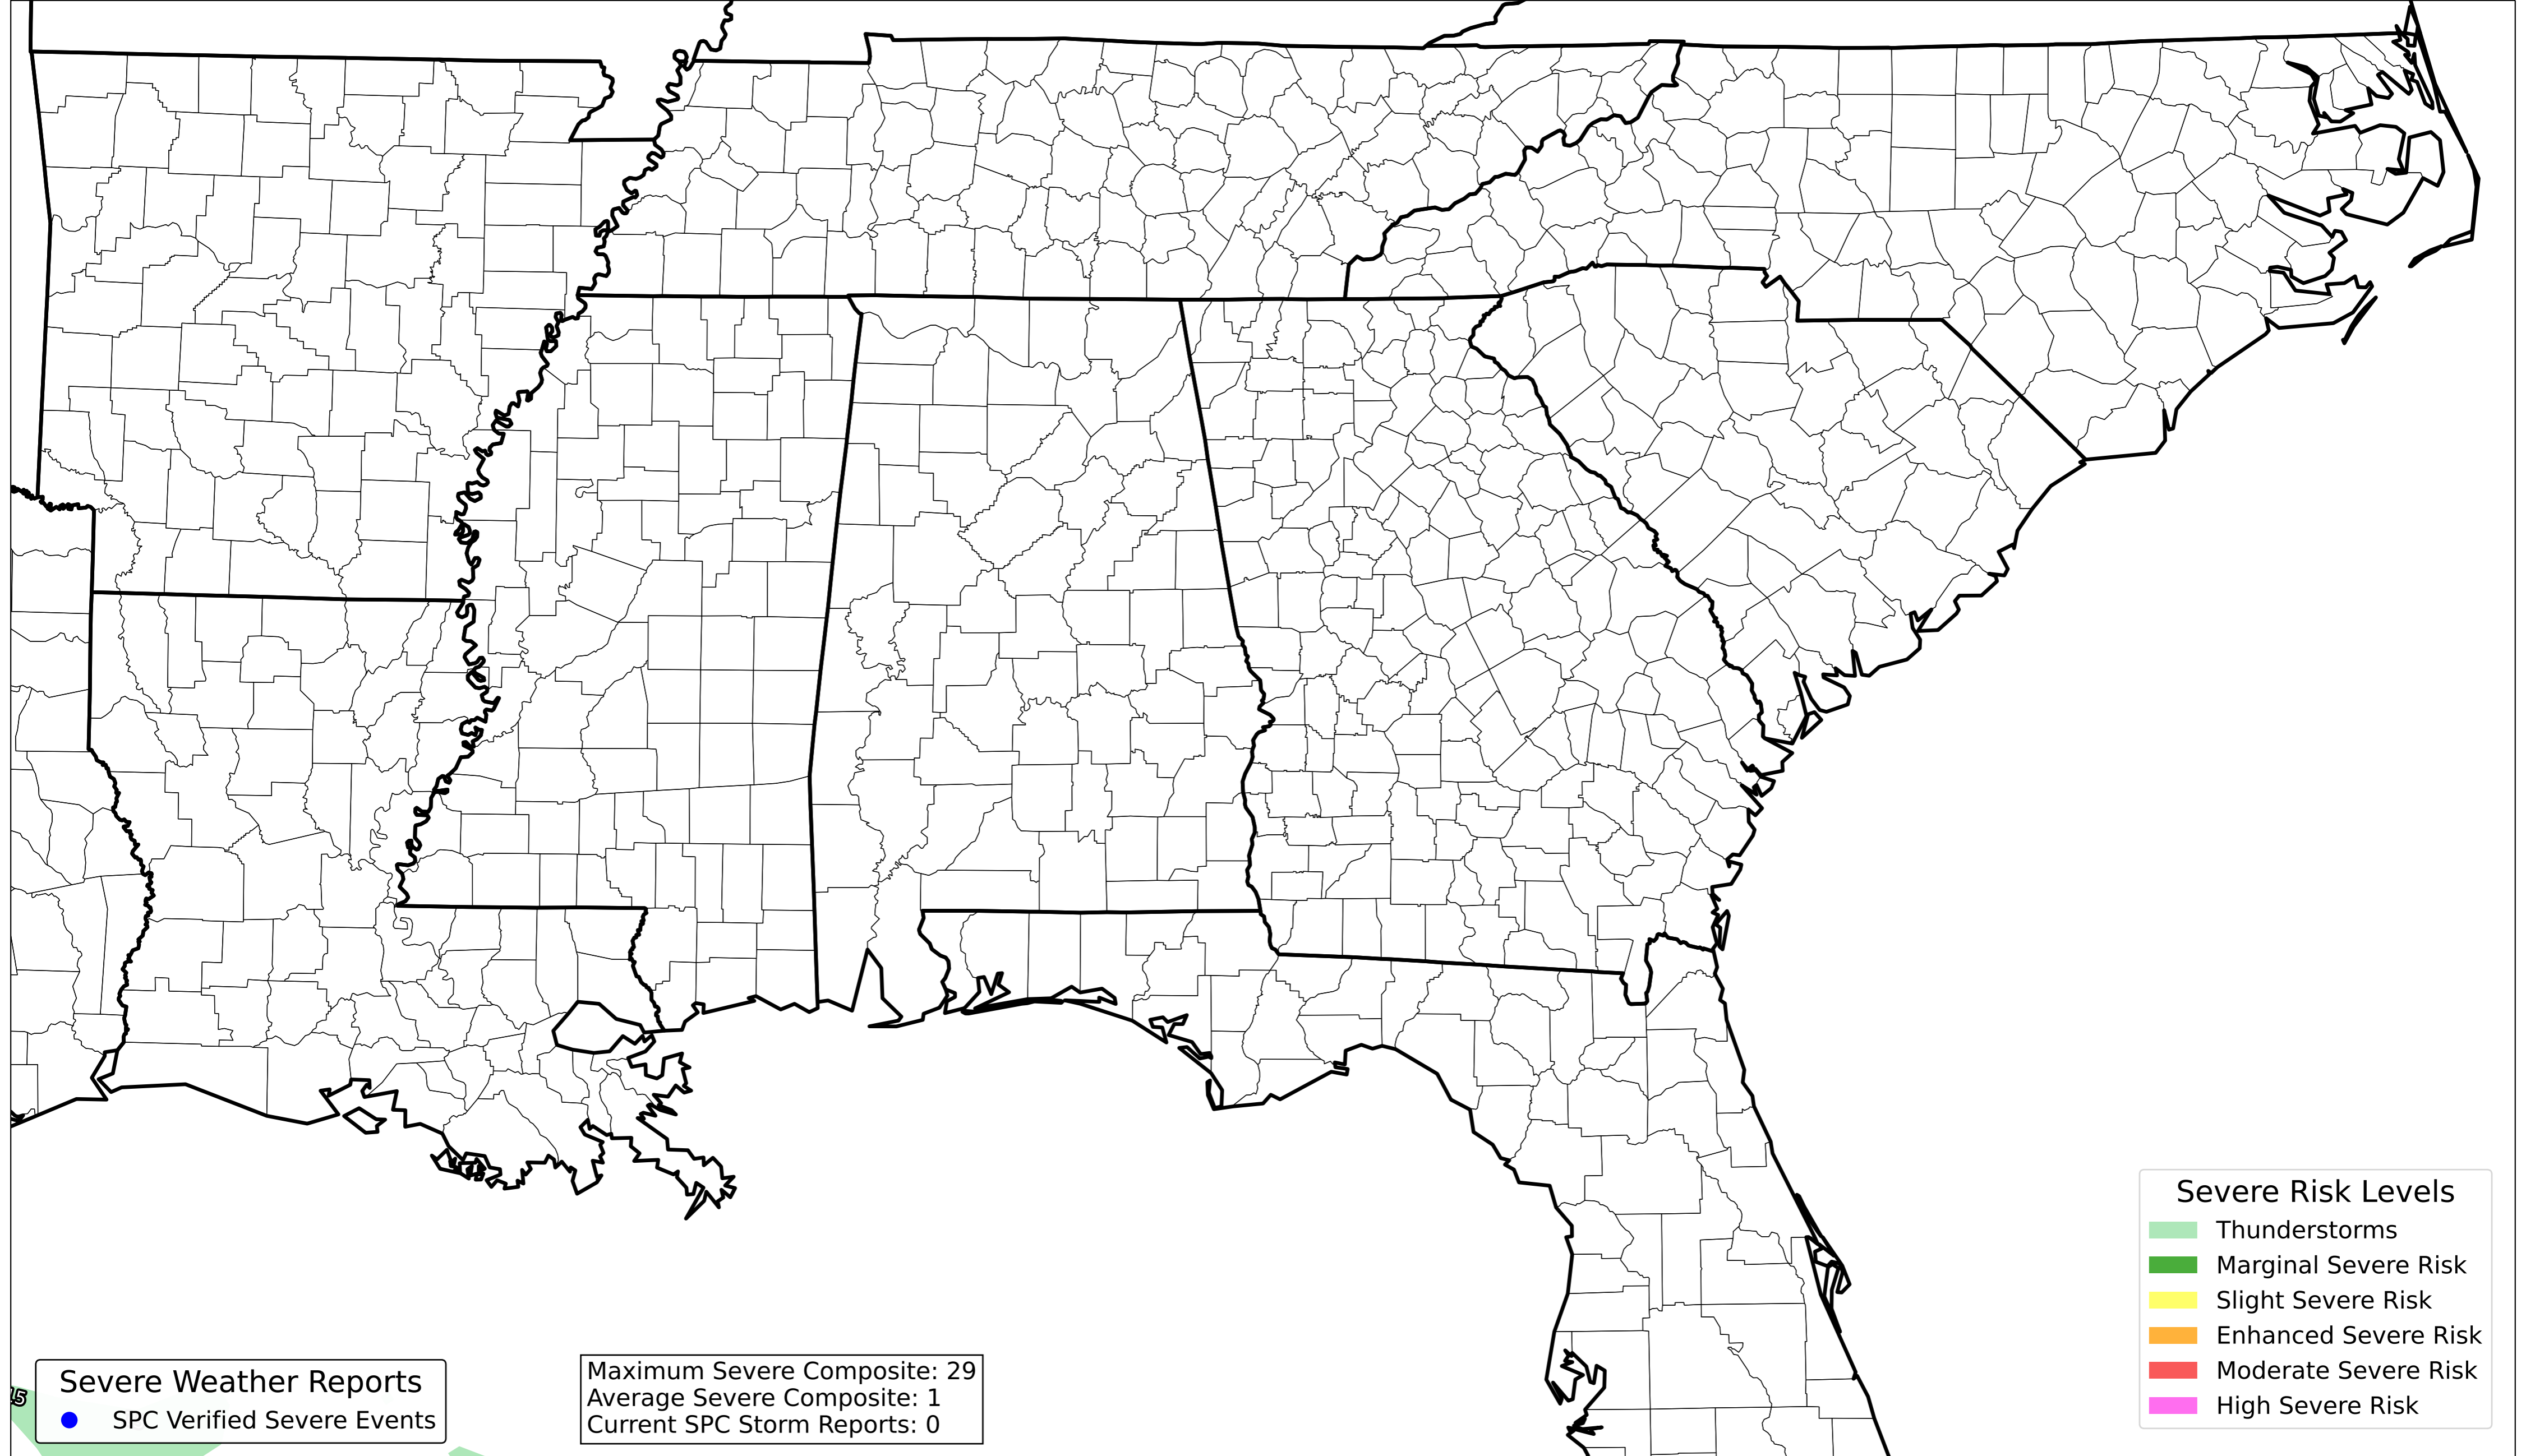 Severe Risk Levels
Thunderstorms
Marginal Severe Risk
Slight Severe Risk
Enhanced Severe Risk
Moderate Severe Risk
High Severe Risk
Severe Weather Reports
SPC Verified Severe Events
Maximum Severe Composite: 29
Average Severe Composite: 1
Current SPC Storm Reports: 0